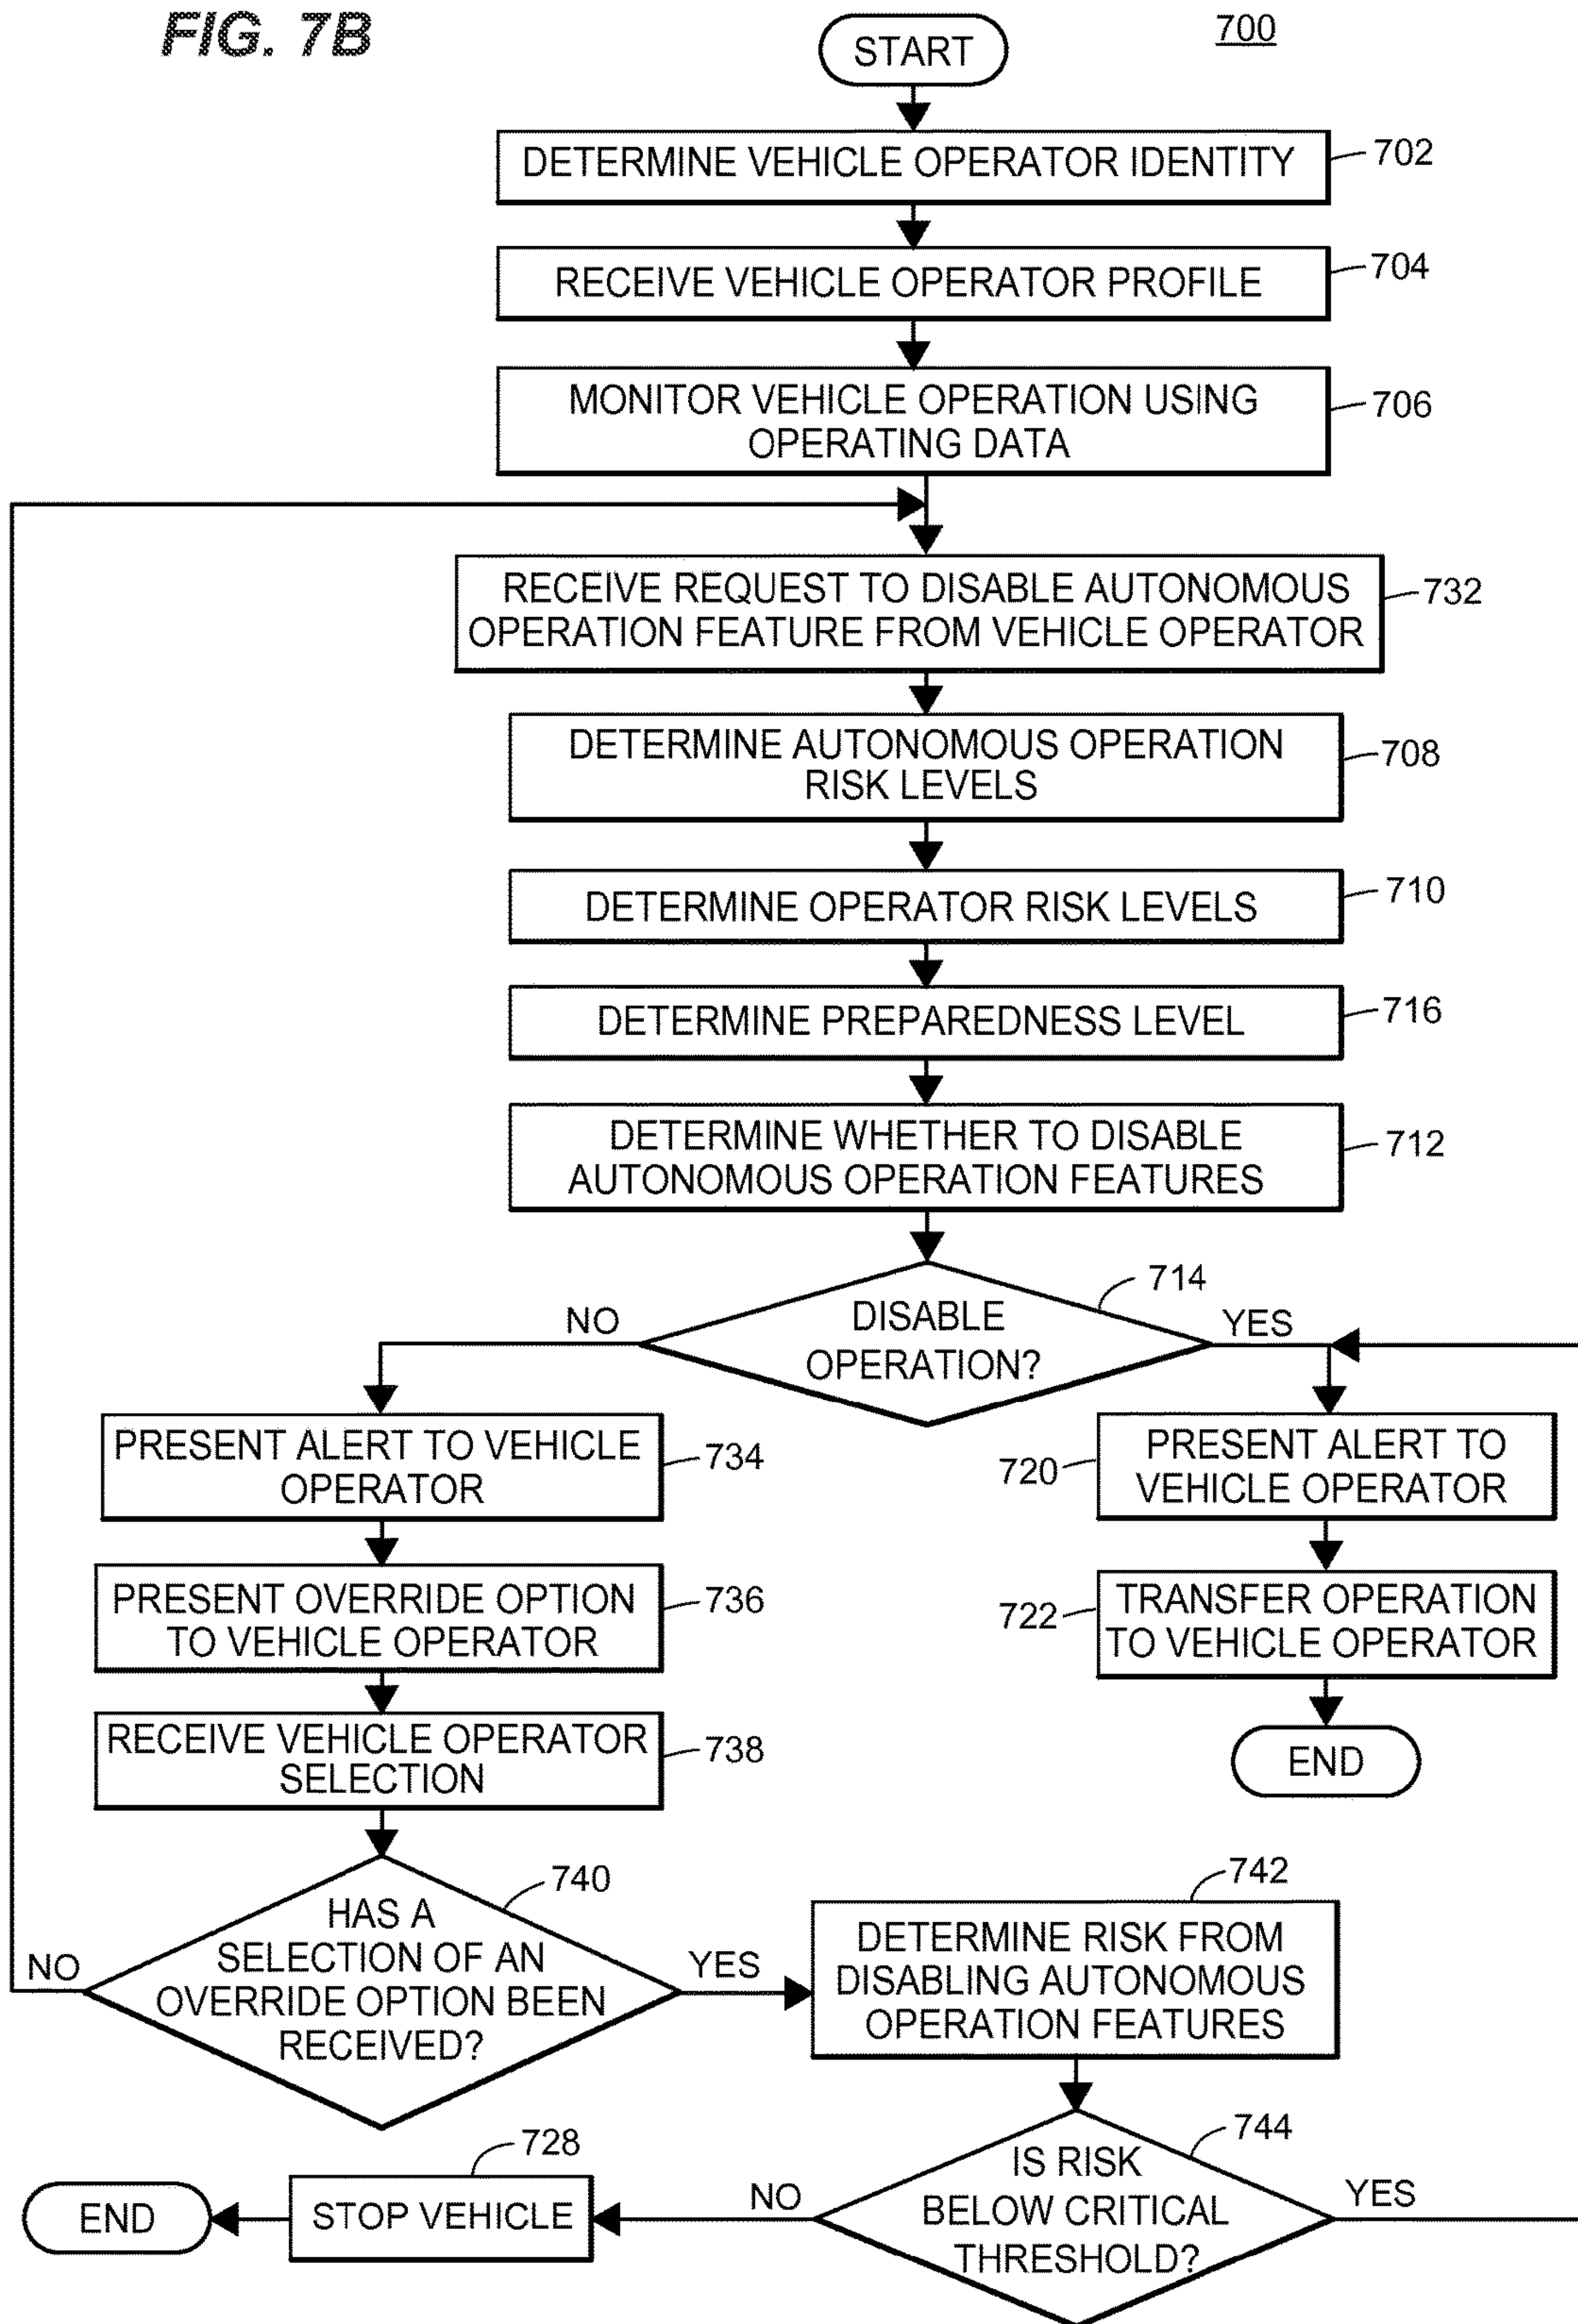 FIG. 7B
700
START
DETERMINE VEHICLE OPERATOR IDENTITY
702
RECEIVE VEHICLE OPERATOR PROFILE
704
MONITOR VEHICLE OPERATION USING
OPERATING DATA
706
RECEIVE REQUEST TO DISABLE AUTONOMOUS
OPERATION FEATURE FROM VEHICLE OPERATOR
732
DETERMINE AUTONOMOUS OPERATION
RISK LEVELS
708
DETERMINE OPERATOR RISK LEVELS
710
DETERMINE PREPAREDNESS LEVEL
716
DETERMINE WHETHER TO DISABLE
AUTONOMOUS OPERATION FEATURES
712
DISABLE
OPERATION?
714
NO
YES
PRESENT ALERT TO VEHICLE
OPERATOR
734
PRESENT OVERRIDE OPTION
TO VEHICLE OPERATOR
736
RECEIVE VEHICLE OPERATOR
SELECTION
738
PRESENT ALERT TO
VEHICLE OPERATOR
720
TRANSFER OPERATION
TO VEHICLE OPERATOR
722
END
HAS A
SELECTION OF AN
OVERRIDE OPTION BEEN
RECEIVED?
740
NO
YES
DETERMINE RISK FROM
DISABLING AUTONOMOUS
OPERATION FEATURES
742
IS RISK
BELOW CRITICAL
THRESHOLD?
744
NO
YES
STOP VEHICLE
728
END